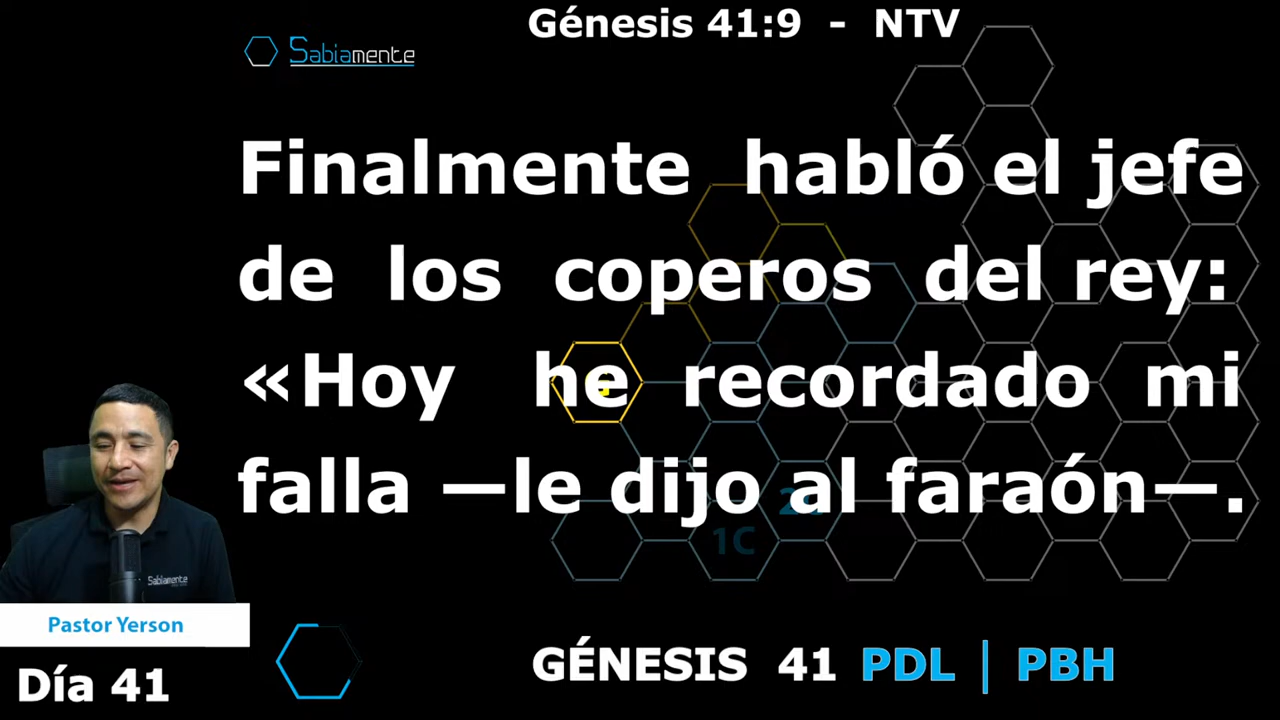 Génesis 41:9 - NTV
Sabiamente
Finalmente habló el jefe
de los coperos del rey:
«Hoy he recordado mi
falla —le dijo al faraón—.
1C
Sabiamente
Pastor Yerson
Día 41
GÉNESIS 41 PDL | PBH